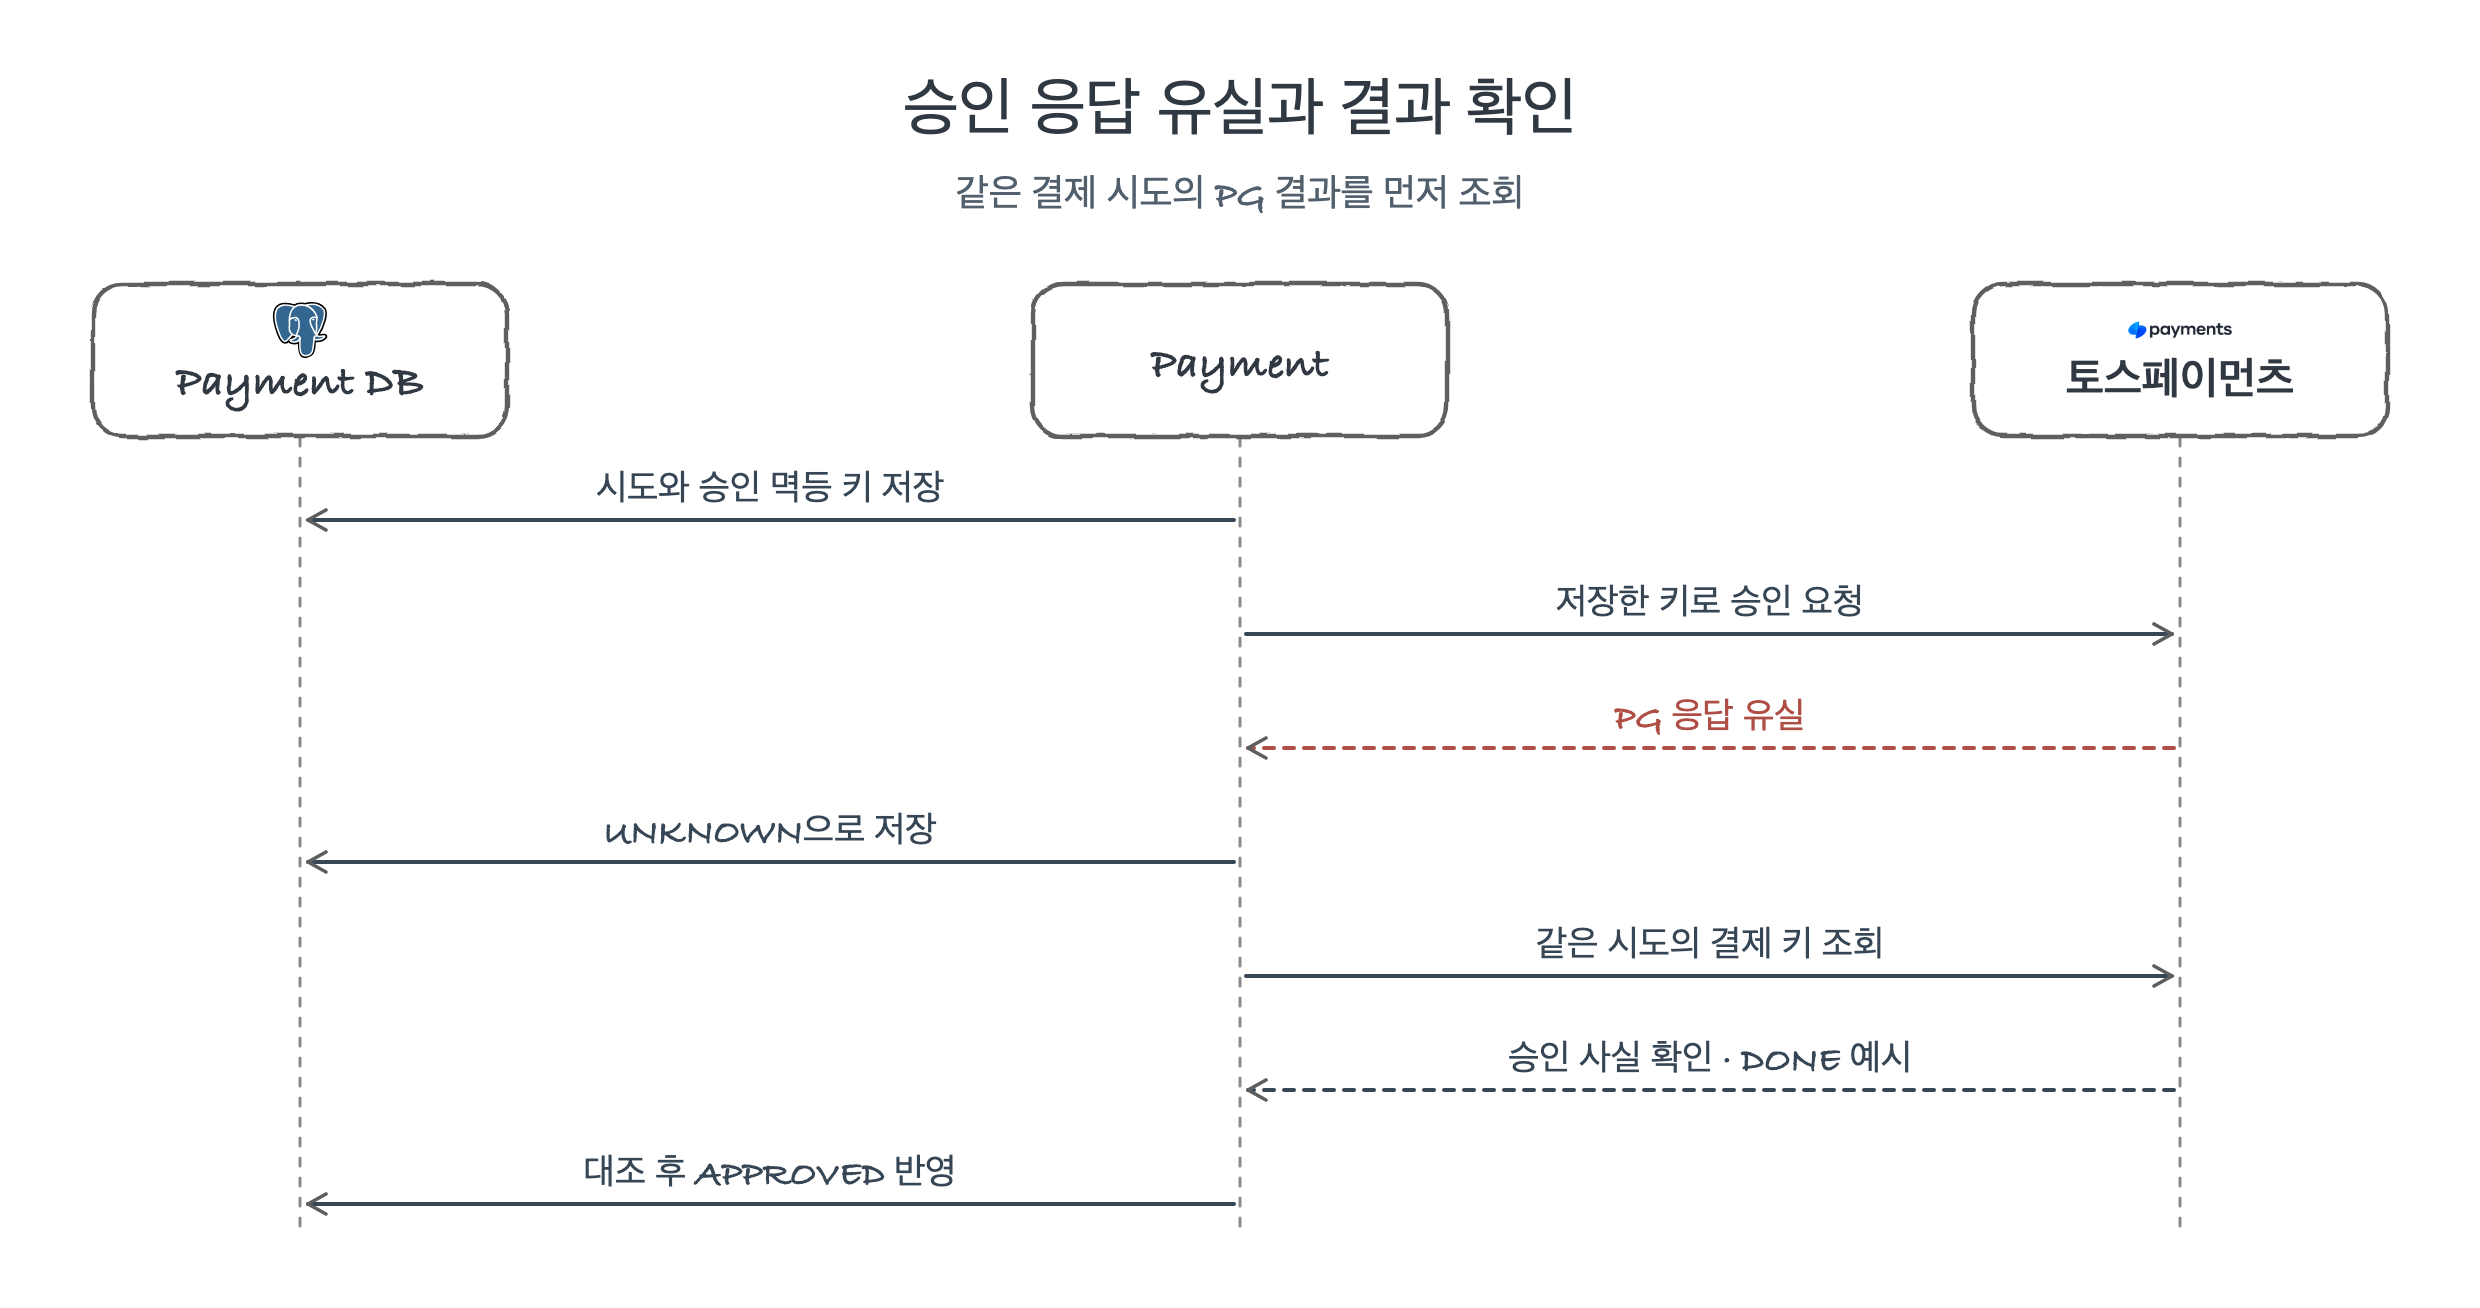 승인 응답 유실과 결과 확인
같은 결제 시도의 PG 결과를 먼저 조회
Payment DB
Payment
payments
토스페이먼츠
시도와 승인 멱등 키 저장
저장한 키로 승인 요청
PG 응답 유실
UNKNOWN으로 저장
같은 시도의 결제 키 조회
승인 사실 확인 · DONE 예시
대조 후 APPROVED 반영